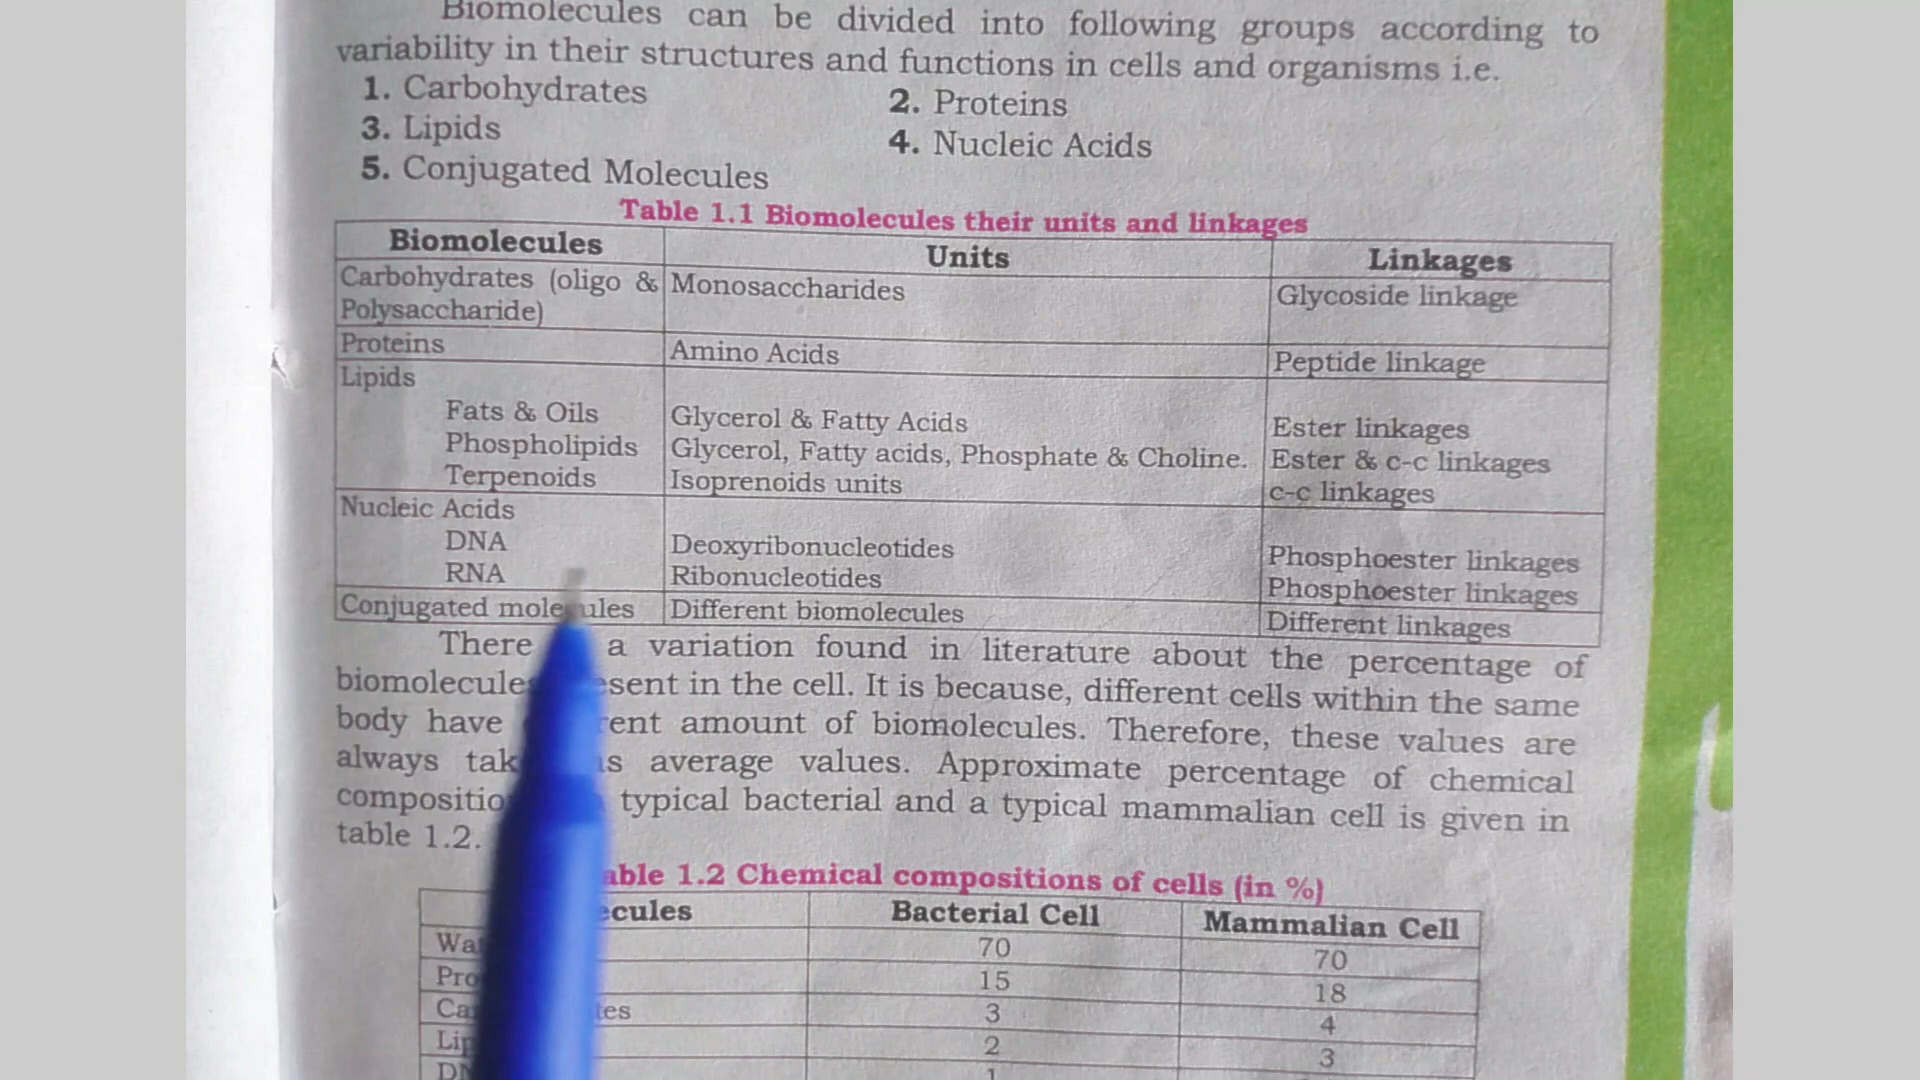 Biomolecules can be divided into following groups according to
variability in their structures and functions in cells and organisms i.e.
1. Carbohydrates 2. Proteins
3. Lipids 4. Nucleic Acids
5. Conjugated Molecules
Table 1.1 Biomolecules their units and linkages
Biomolecules Units Linkages
Carbohydrates (oligo & Monosaccharides Glycoside linkage
Polysaccharide)
Proteins Amino Acids Peptide linkage
Lipids
Fats & Oils Glycerol & Fatty Acids Ester linkages
Phospholipids Glycerol, Fatty acids, Phosphate & Choline. Ester & c-c linkages
Terpenoids Isoprenoids units c-c linkages
Nucleic Acids
DNA Deoxyribonucleotides Phosphoester linkages
RNA Ribonucleotides Phosphoester linkages
Conjugated molecules Different biomolecules Different linkages
There a variation found in literature about the percentage of
biomolecules in the cell. It is because, different cells within the same
body have amount of biomolecules. Therefore, these values are
always average values. Approximate percentage of chemical
typical bacterial and a typical mammalian cell is given in
table 1.2.
1.2 Chemical compositions of cells (in %)
Bacterial Cell Mammalian Cell
70 70
15 18
3 4
2 3
1